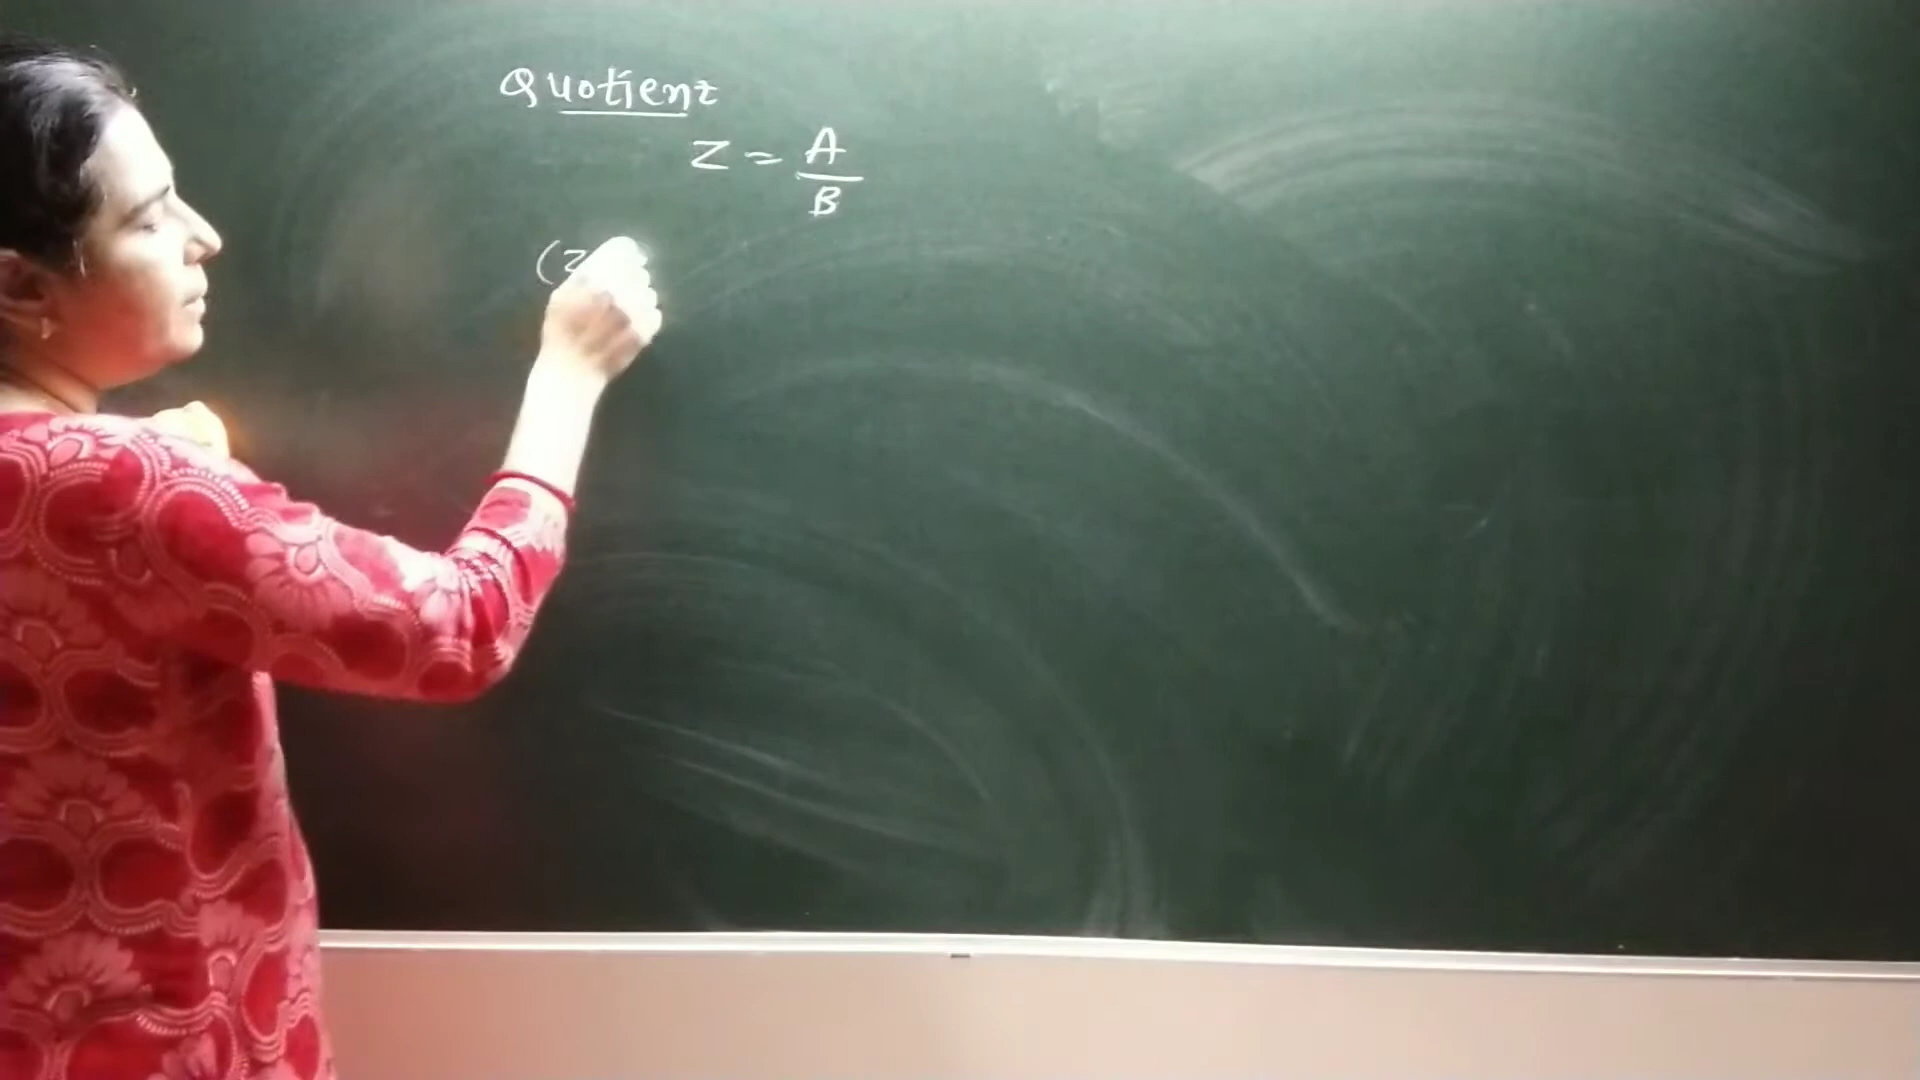 Quotient
Z = A/B
(Z